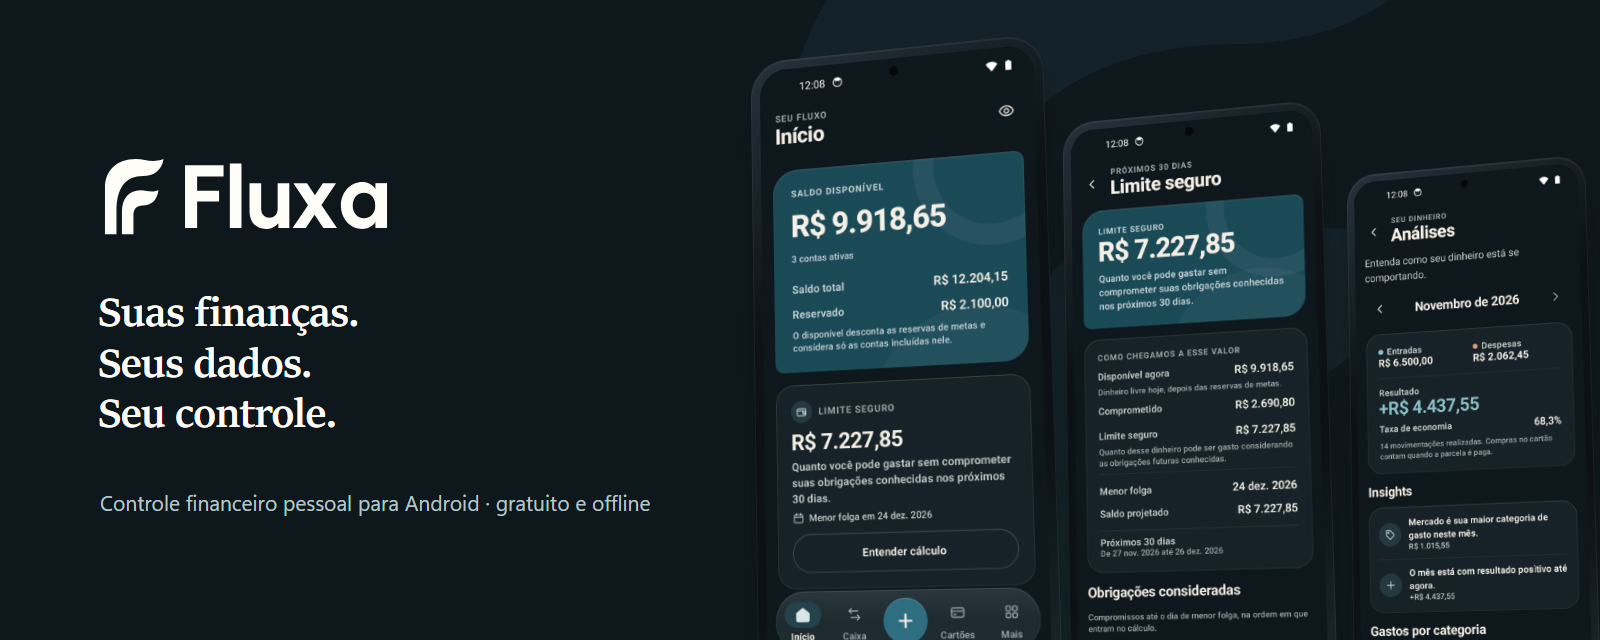 Fluxa
Suas finanças.
Seus dados.
Seu controle.
Controle financeiro pessoal para Android · gratuito e offline
12:08
SEU FLUXO
Início
SALDO DISPONÍVEL
R$ 9.918,65
3 contas ativas
Saldo total R$ 12.204,15
Reservado R$ 2.100,00
O disponível desconta as reservas de metas e
considera só as contas incluídas nele.
LIMITE SEGURO
R$ 7.227,85
Quanto você pode gastar sem comprometer
suas obrigações conhecidas nos próximos
30 dias.
Menor folga em 24 dez. 2026
Entender cálculo
Início Caixa Cartões Mais
12:08
PRÓXIMOS 30 DIAS
Limite seguro
LIMITE SEGURO
R$ 7.227,85
Quanto você pode gastar sem
comprometer suas obrigações conhecidas
nos próximos 30 dias.
COMO CHEGAMOS A ESSE VALOR
Disponível agora R$ 9.918,65
Dinheiro livre hoje, depois das reservas de metas.
Comprometido R$ 2.690,80
Limite seguro R$ 7.227,85
Quanto desse dinheiro pode ser gasto considerando
as obrigações futuras conhecidas.
Menor folga 24 dez. 2026
Saldo projetado R$ 7.227,85
Próximos 30 dias
De 27 nov. 2026 até 26 dez. 2026
Obrigações consideradas
Compromissos até o dia de menor folga, na ordem em que
entram no cálculo.
12:08
SEU DINHEIRO
Análises
Entenda como seu dinheiro está se
comportando.
Novembro de 2026
Entradas Despesas
R$ 6.500,00 R$ 2.062,45
Resultado
+R$ 4.437,55
Taxa de economia 68,3%
14 movimentações realizadas. Compras no cartão
contam quando a parcela é paga.
Insights
Mercado é sua maior categoria de
gasto neste mês.
R$ 1.015,55
O mês está com resultado positivo até
agora.
+R$ 4.437,55
Gastos por categoria